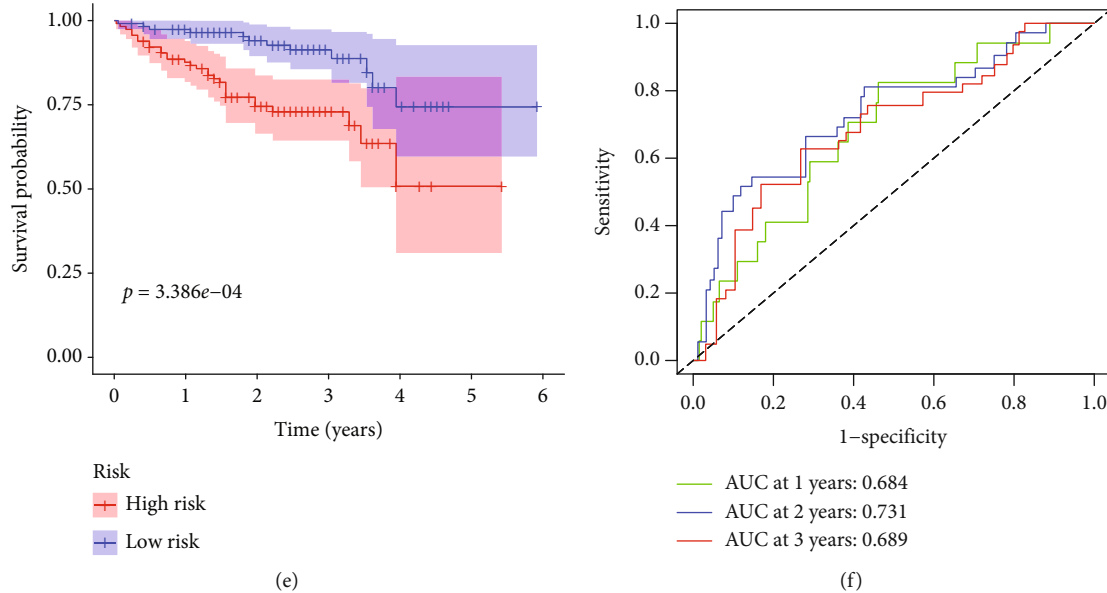 1.00
0.75
0.50
0.25
0.00
Survival probability
p = 3.386e−04
0 1 2 3 4 5 6
Time (years)
Risk
High risk
Low risk
(e)
1.0
0.8
0.6
0.4
0.2
0.0
Sensitivity
0.0 0.2 0.4 0.6 0.8 1.0
1−specificity
AUC at 1 years: 0.684
AUC at 2 years: 0.731
AUC at 3 years: 0.689
(f)